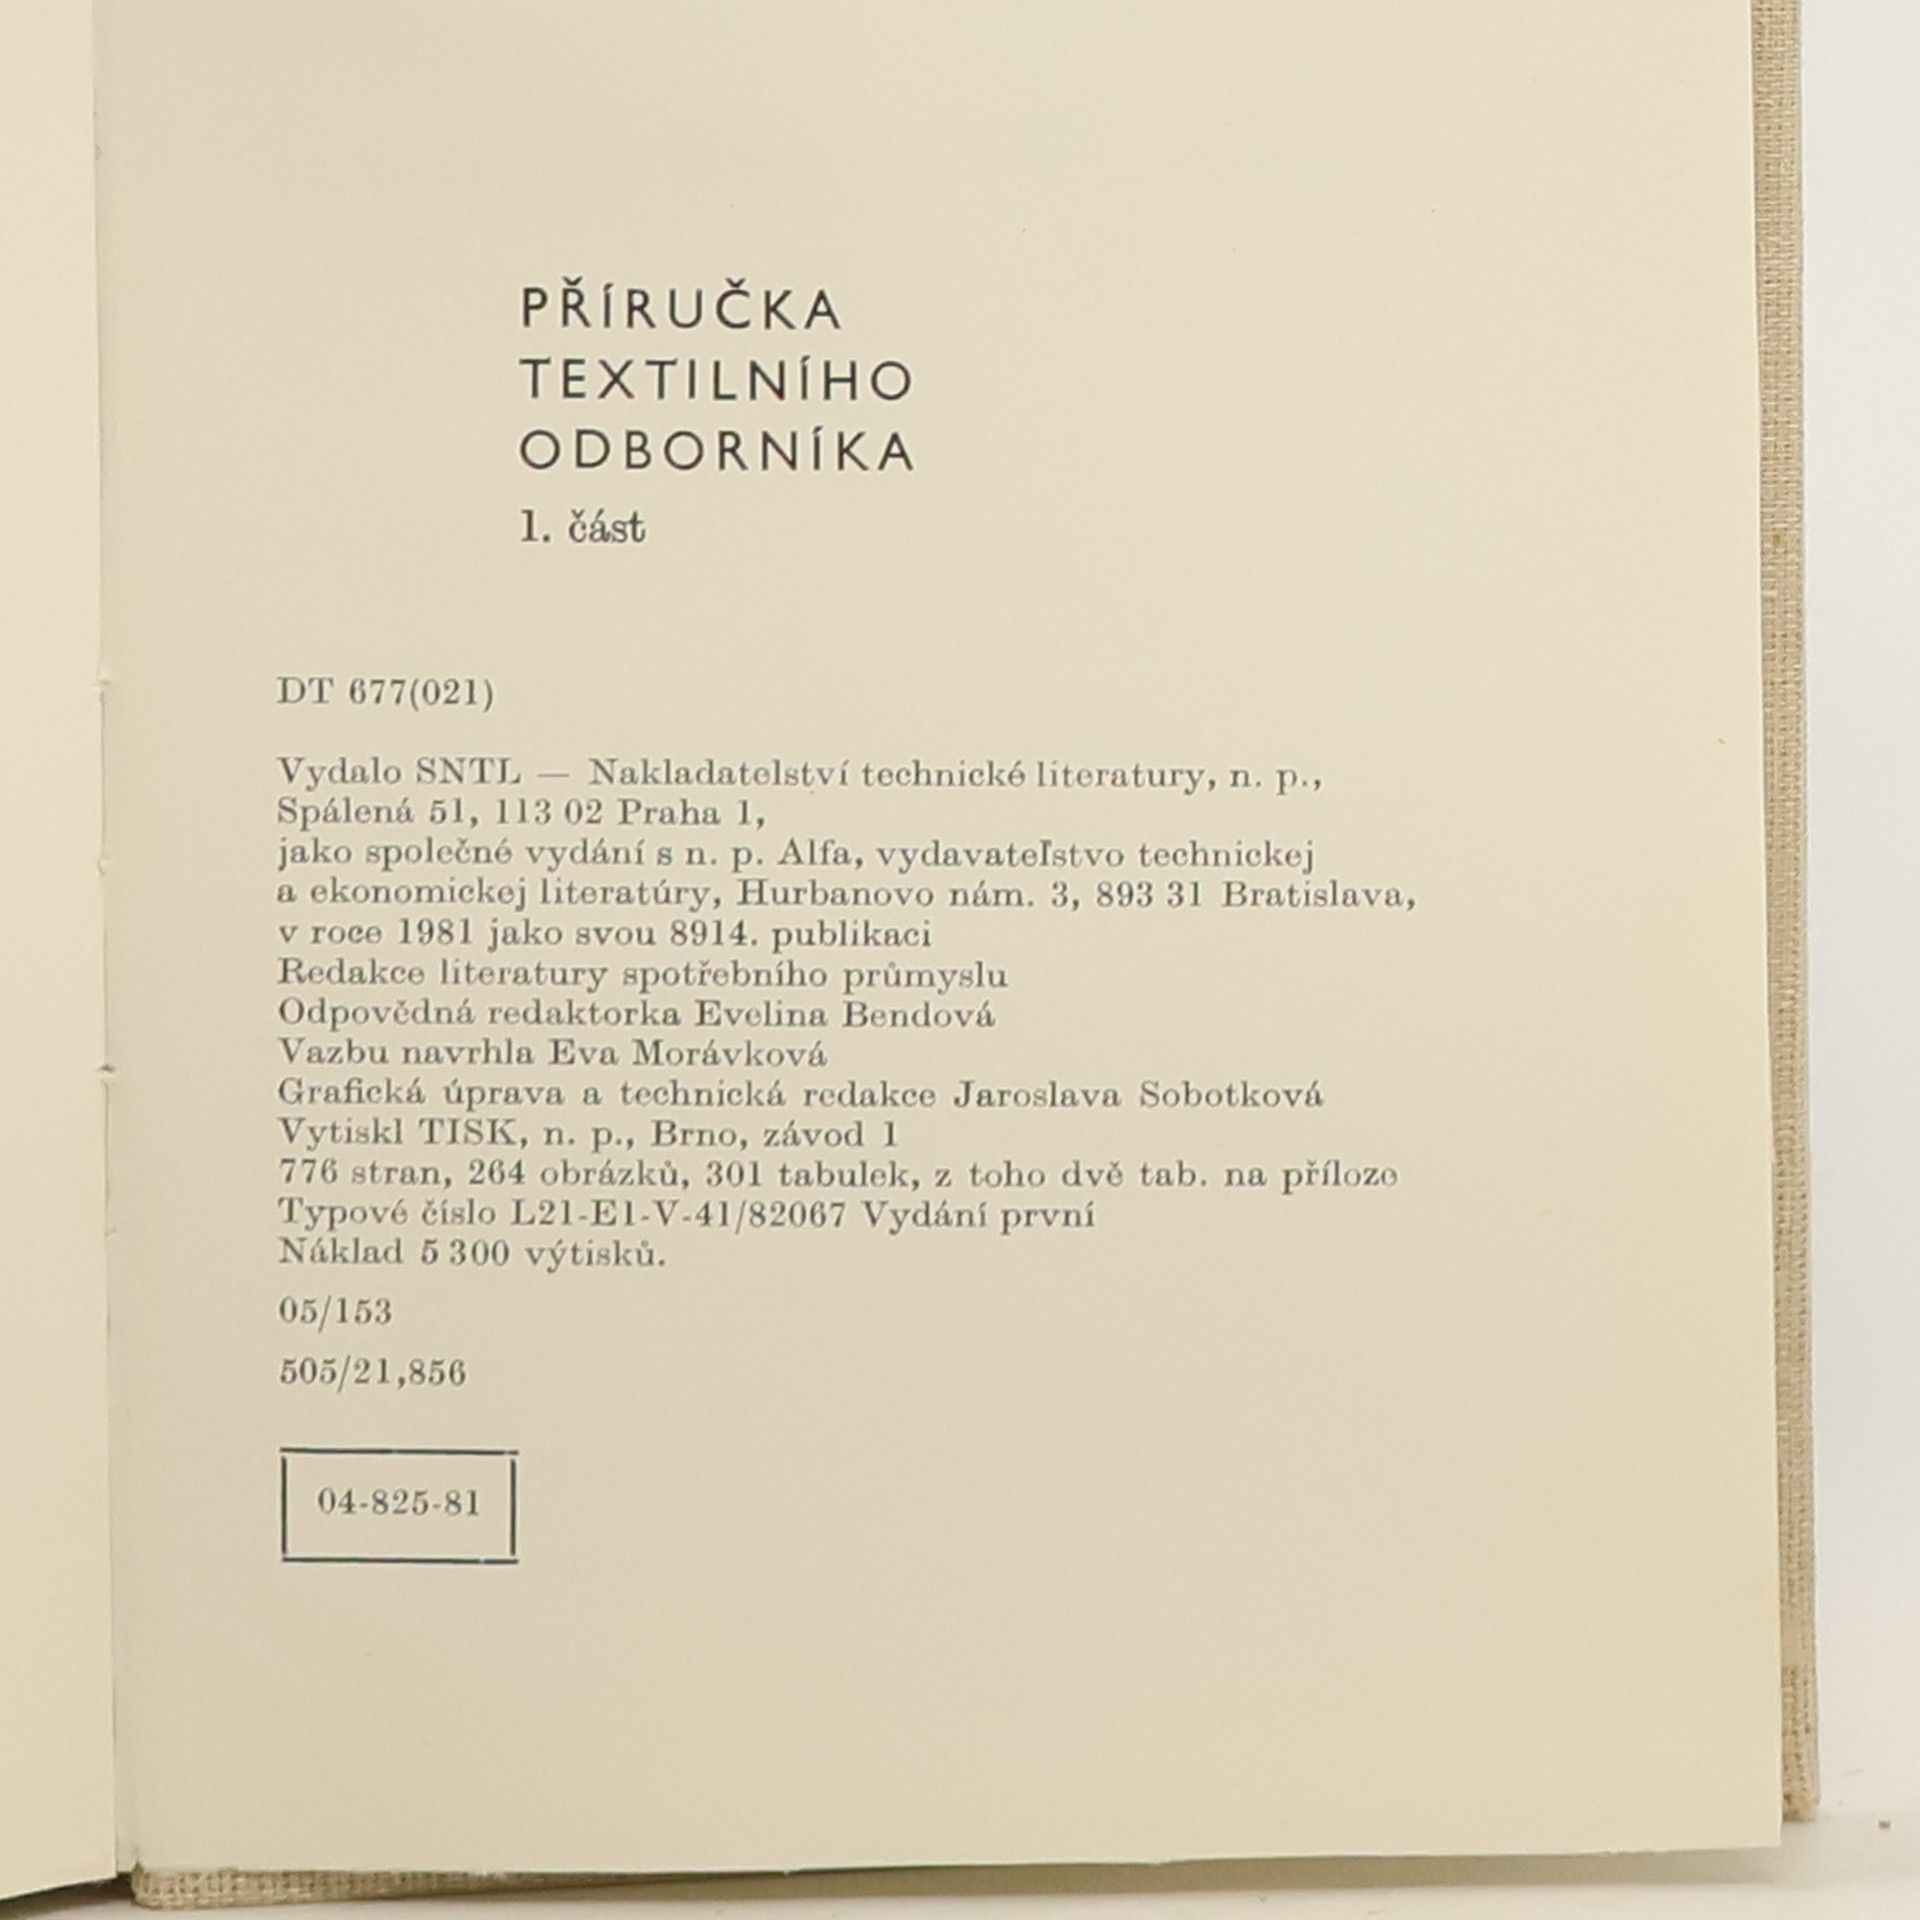 PŘÍRUČKA
TEXTILNÍHO
ODBORNÍKA
1. část
DT 677(021)
Vydalo SNTL — Nakladatelství technické literatury, n. p.,
Spálená 51, 113 02 Praha 1,
jako společné vydání s n. p. Alfa, vydavateľstvo technickej
a ekonomickej literatúry, Hurbanovo nám. 3, 893 31 Bratislava,
v roce 1981 jako svou 8914. publikaci
Redakce literatury spotřebního průmyslu
Odpovědná redaktorka Evelina Bendová
Vazbu navrhla Eva Morávková
Grafická úprava a technická redakce Jaroslava Sobotková
Vytiskl TISK, n. p., Brno, závod 1
776 stran, 264 obrázků, 301 tabulek, z toho dvě tab. na příloze
Typové číslo L21-E1-V-41/82067 Vydání první
Náklad 5 300 výtisků.
05/153
505/21,856
04-825-81